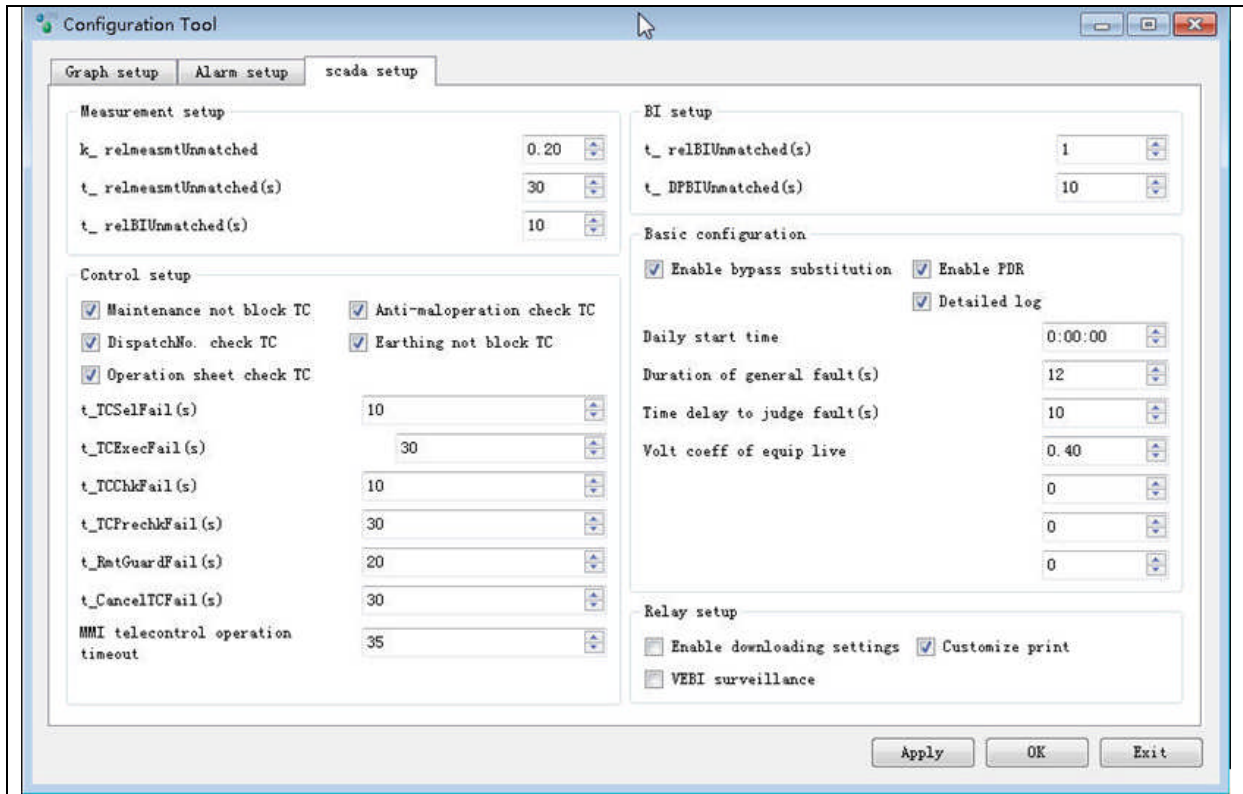 Configuration Tool
Graph setup Alarm setup scada setup
Measurement setup
k_ relmeasmtUnmatched 0.20
t_ relmeasmtUnmatched(s) 30
t_ relBIUnmatched(s) 10
Control setup
Maintenance not block TC Anti-maloperation check TC
DispatchNo. check TC Earthing not block TC
Operation sheet check TC
t_TCSelFail(s) 10
t_TCExecFail(s) 30
t_TCChkFail(s) 10
t_TCPrechkFail(s) 30
t_RmtGuardFail(s) 20
t_CancelTCFail(s) 30
MMI telecontrol operation
timeout 35
BI setup
t_ relBIUnmatched(s) 1
t_ DPBIUnmatched(s) 10
Basic configuration
Enable bypass substitution Enable PDR
Detailed log
Daily start time 0:00:00
Duration of general fault(s) 12
Time delay to judge fault(s) 10
Volt coeff of equip live 0.40
0
0
0
Relay setup
Enable downloading settings Customize print
VEBI surveillance
Apply OK Exit